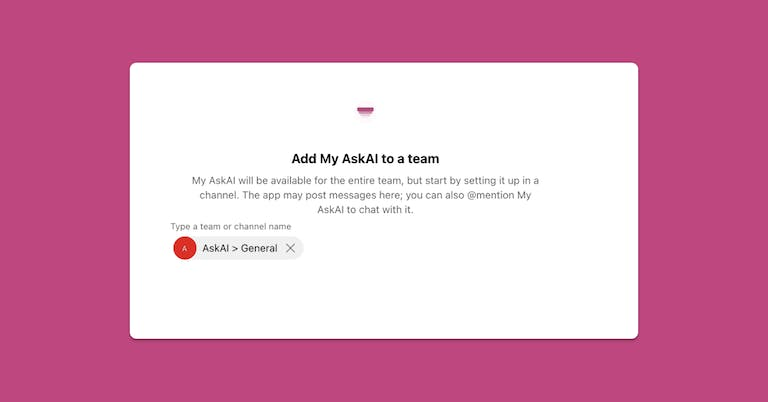 Add My AskAI to a team
My AskAI will be available for the entire team, but start by setting it up in a
channel. The app may post messages here; you can also @mention My
AskAI to chat with it.
Type a team or channel name
A AskAI > General